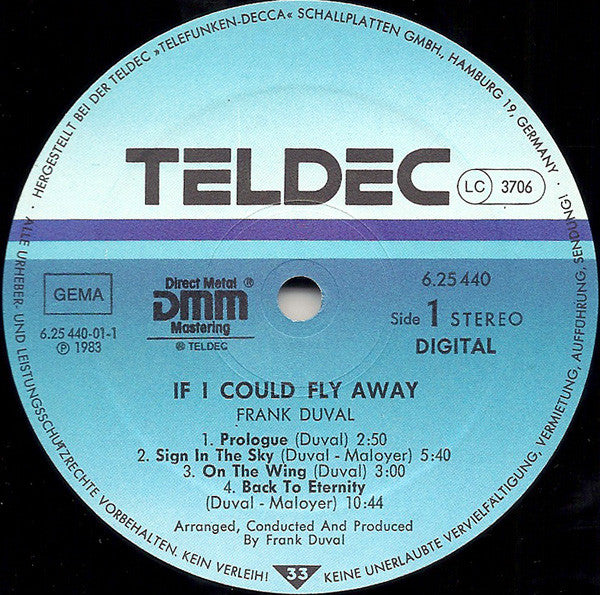 HERGESTELLT BEI DER TELDEC »TELEFUNKEN-DECCA« SCHALLPLATTEN GMBH, HAMBURG 19, GERMANY ·
TELDEC
LC 3706
GEMA
6.25 440-01-1
℗ 1983
Direct Metal ®
DMM
Mastering
® TELDEC
6.25 440
Side 1 STEREO
DIGITAL
IF I COULD FLY AWAY
FRANK DUVAL
1. Prologue (Duval) 2:50
2. Sign In The Sky (Duval - Maloyer) 5:40
3. On The Wing (Duval) 3:00
4. Back To Eternity
(Duval - Maloyer) 10:44
Arranged, Conducted And Produced
By Frank Duval
33
· ALLE URHEBER- UND LEISTUNGSSCHUTZRECHTE VORBEHALTEN. KEIN VERLEIH! KEINE UNERLAUBTE VERVIELFÄLTIGUNG, VERMIETUNG, AUFFÜHRUNG, SENDUNG! ·